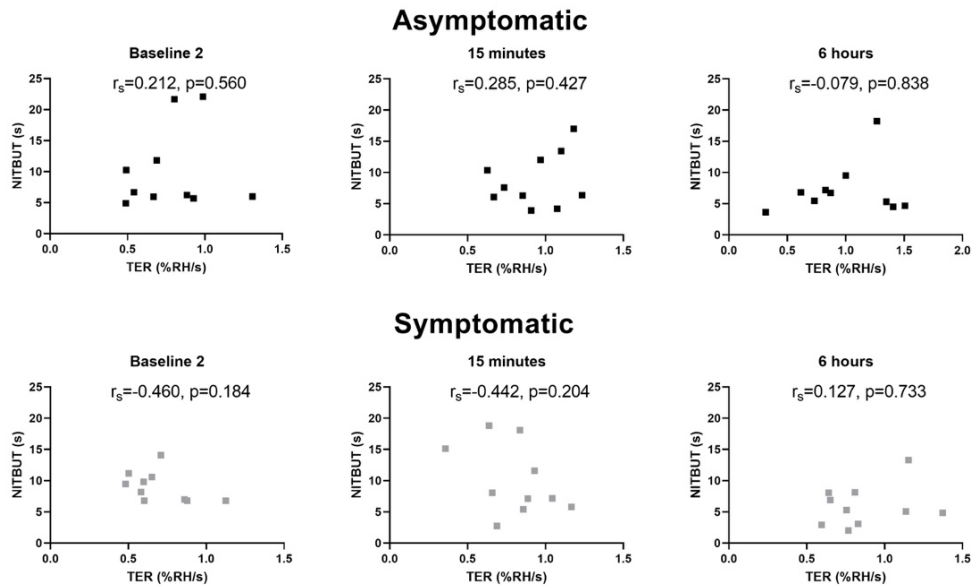 Asymptomatic
Baseline 2
rs=0.212, p=0.560
NITBUT (s)
25
20
15
10
5
0
0.0 0.5 1.0 1.5
TER (%RH/s)
15 minutes
rs=0.285, p=0.427
NITBUT (s)
25
20
15
10
5
0
0.0 0.5 1.0 1.5
TER (%RH/s)
6 hours
rs=-0.079, p=0.838
NITBUT (s)
25
20
15
10
5
0
0.0 0.5 1.0 1.5 2.0
TER (%RH/s)
Symptomatic
Baseline 2
rs=-0.460, p=0.184
NITBUT (s)
25
20
15
10
5
0
0.0 0.5 1.0 1.5
TER (%RH/s)
15 minutes
rs=-0.442, p=0.204
NITBUT (s)
25
20
15
10
5
0
0.0 0.5 1.0 1.5
TER (%RH/s)
6 hours
rs=0.127, p=0.733
NITBUT (s)
25
20
15
10
5
0
0.0 0.5 1.0 1.5
TER (%RH/s)